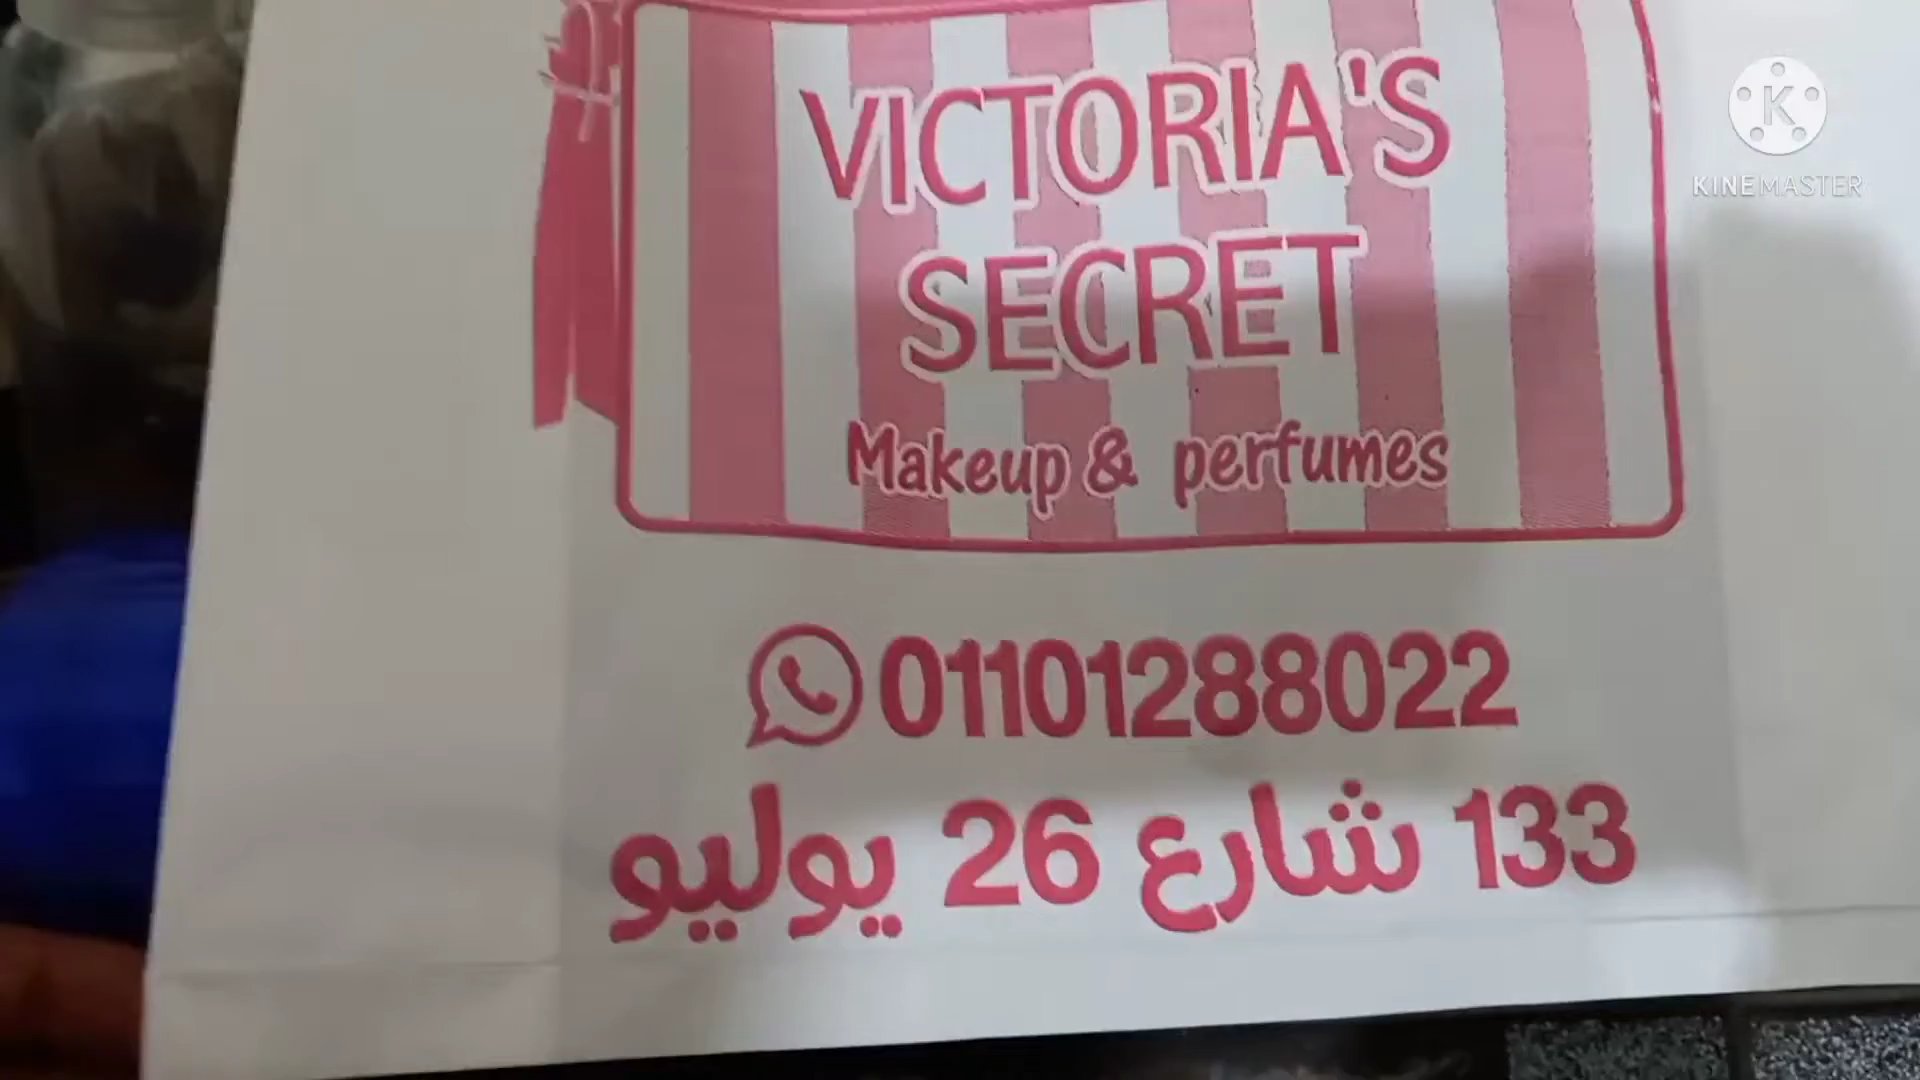 VICTORIA'S
SECRET
Makeup & perfumes
01101288022
133 شارع 26 يوليو
KINEMASTER